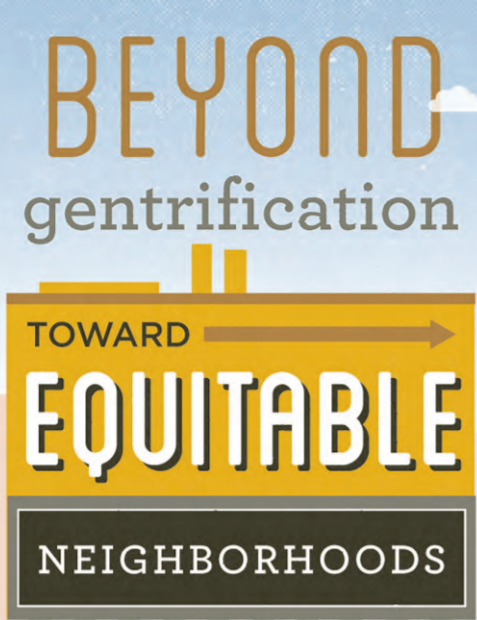 BEYOND
gentrification
TOWARD
EQUITABLE
NEIGHBORHOODS